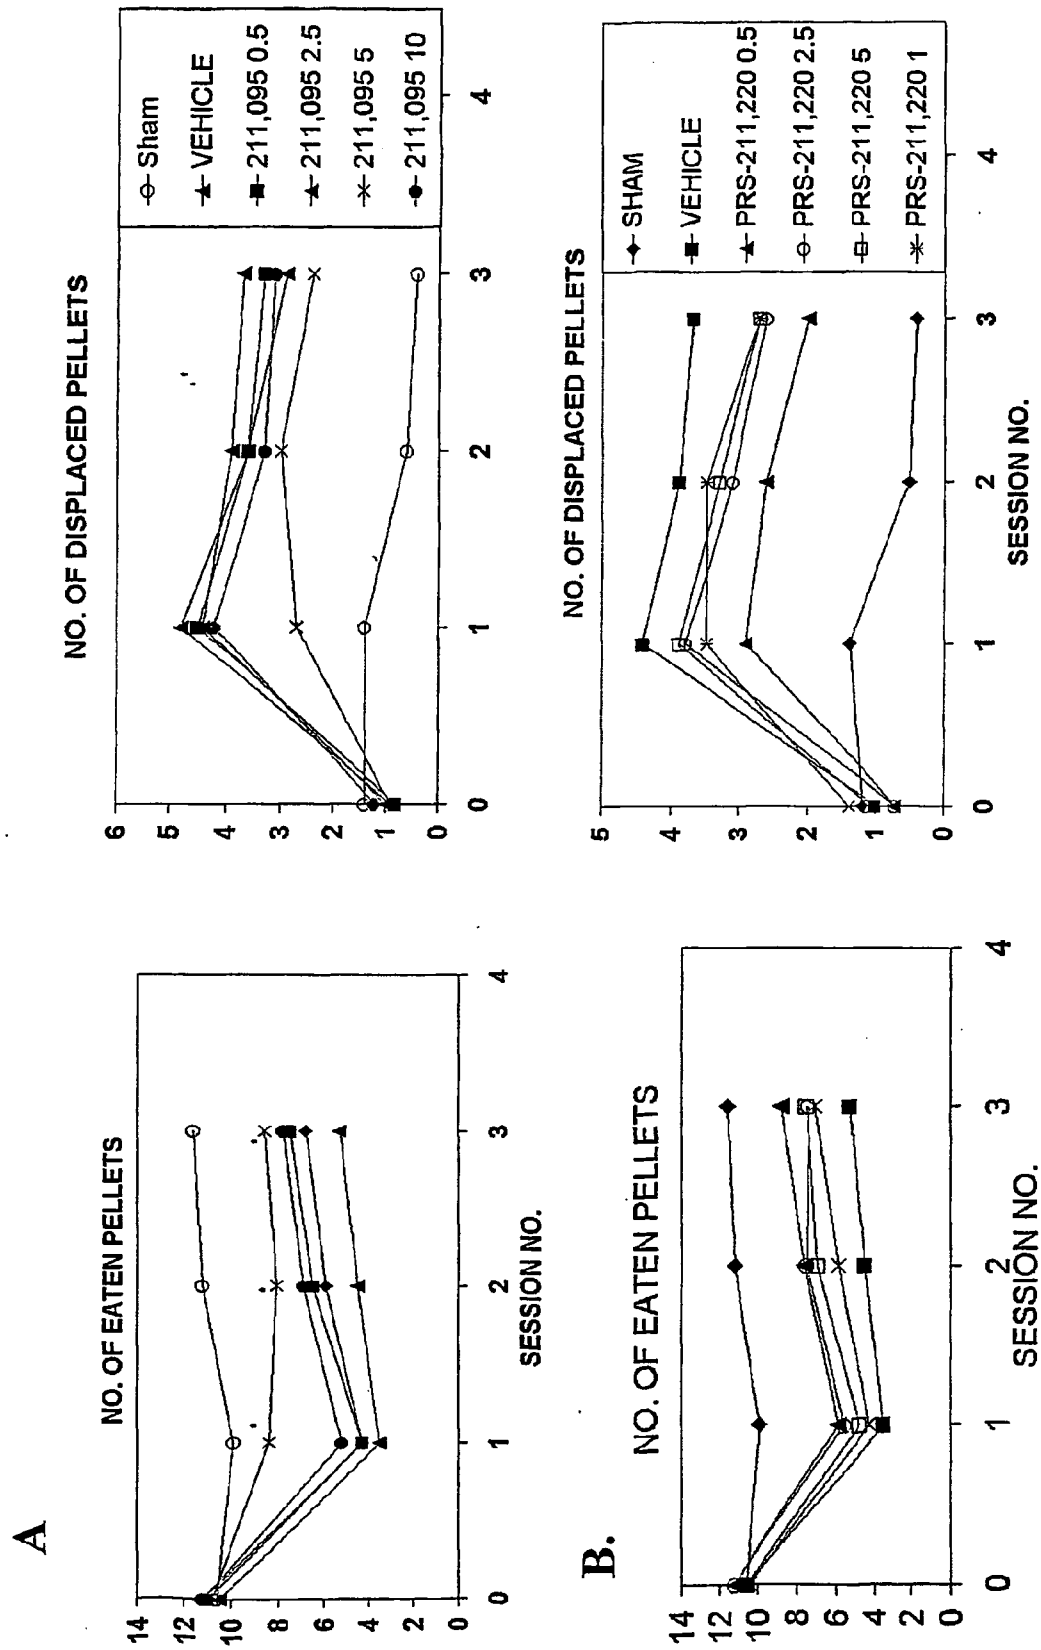 A
NO. OF EATEN PELLETS
14
12
10
8
6
4
2
0
0 1 2 3 4
SESSION NO.
NO. OF DISPLACED PELLETS
6
5
4
3
2
1
0
0 1 2 3 4
Sham
VEHICLE
211,095 0.5
211,095 2.5
211,095 5
211,095 10
B.
NO. OF EATEN PELLETS
14
12
10
8
6
4
2
0
0 1 2 3 4
SESSION NO.
NO. OF DISPLACED PELLETS
5
4
3
2
1
0
0 1 2 3 4
SESSION NO.
SHAM
VEHICLE
PRS-211,220 0.5
PRS-211,220 2.5
PRS-211,220 5
PRS-211,220 1